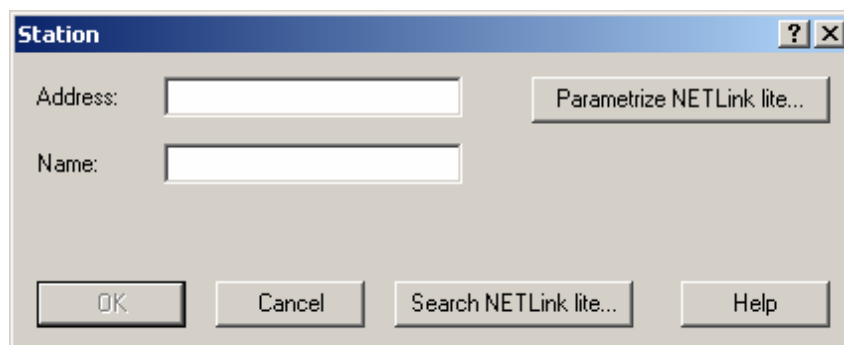 Station
Address:
Parametrize NETLink lite...
Name:
OK Cancel Search NETLink lite... Help